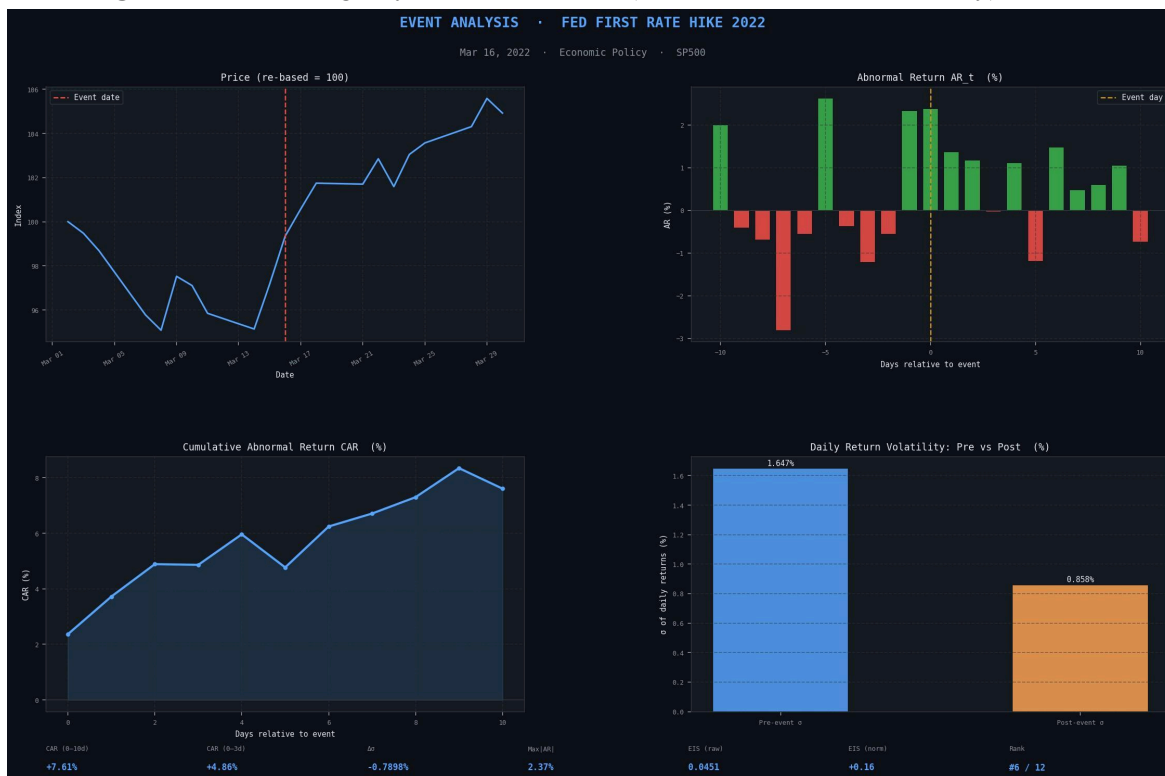 EVENT ANALYSIS · FED FIRST RATE HIKE 2022
Mar 16, 2022 · Economic Policy · SP500
Price (re-based = 100)
Event date
106
104
102
100
98
96
Index
Mar 01
Mar 05
Mar 09
Mar 13
Mar 17
Mar 21
Mar 25
Mar 29
Date
Abnormal Return AR_t (%)
Event day
2
1
0
−1
−2
−3
AR (%)
−10
−5
0
5
10
Days relative to event
Cumulative Abnormal Return CAR (%)
8
6
4
2
0
CAR (%)
0
2
4
6
8
10
Days relative to event
Daily Return Volatility: Pre vs Post (%)
1.647%
0.858%
1.6
1.4
1.2
1.0
0.8
0.6
0.4
0.2
0.0
σ of daily returns (%)
Pre-event σ
Post-event σ
CAR (0–10d)
CAR (0–3d)
Δσ
Max|AR|
EIS (raw)
EIS (norm)
Rank
+7.61%
+4.86%
-0.7898%
2.37%
0.0451
+0.16
#6 / 12